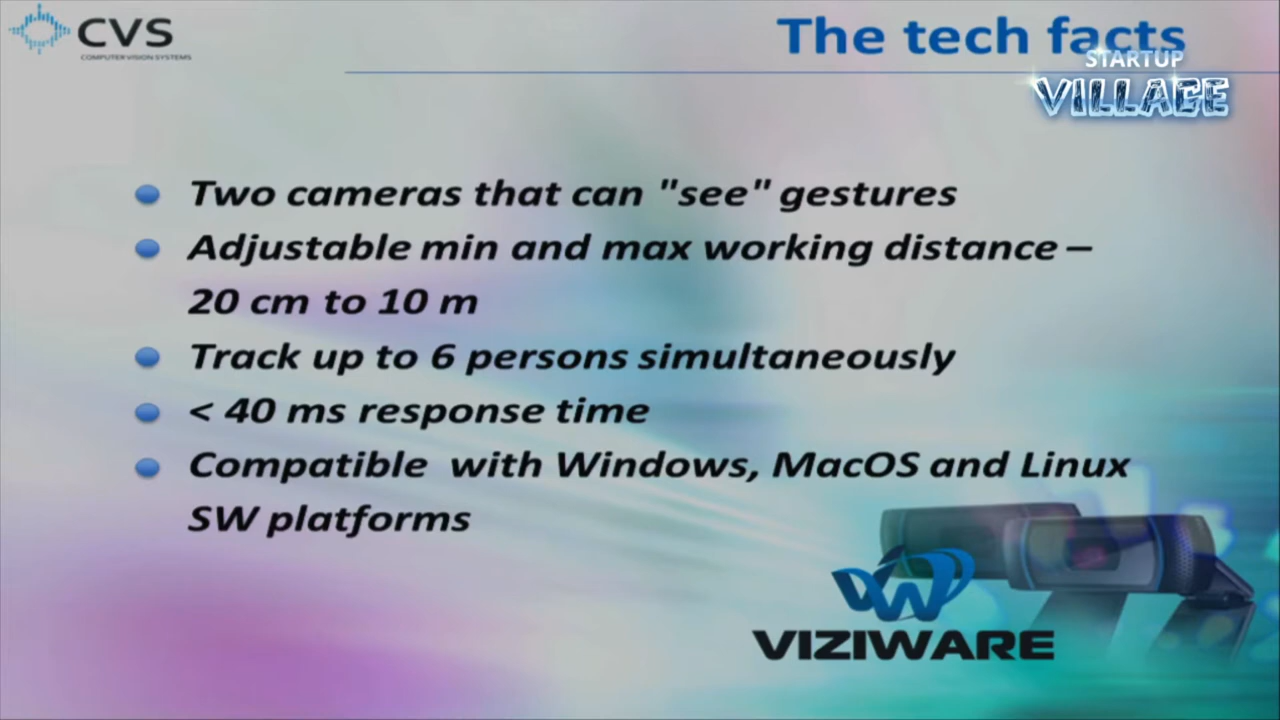 CVS
COMPUTER VISION SYSTEMS
The tech facts
STARTUP
VILLAGE
Two cameras that can "see" gestures
Adjustable min and max working distance –
20 cm to 10 m
Track up to 6 persons simultaneously
< 40 ms response time
Compatible with Windows, MacOS and Linux
SW platforms
VIZIWARE